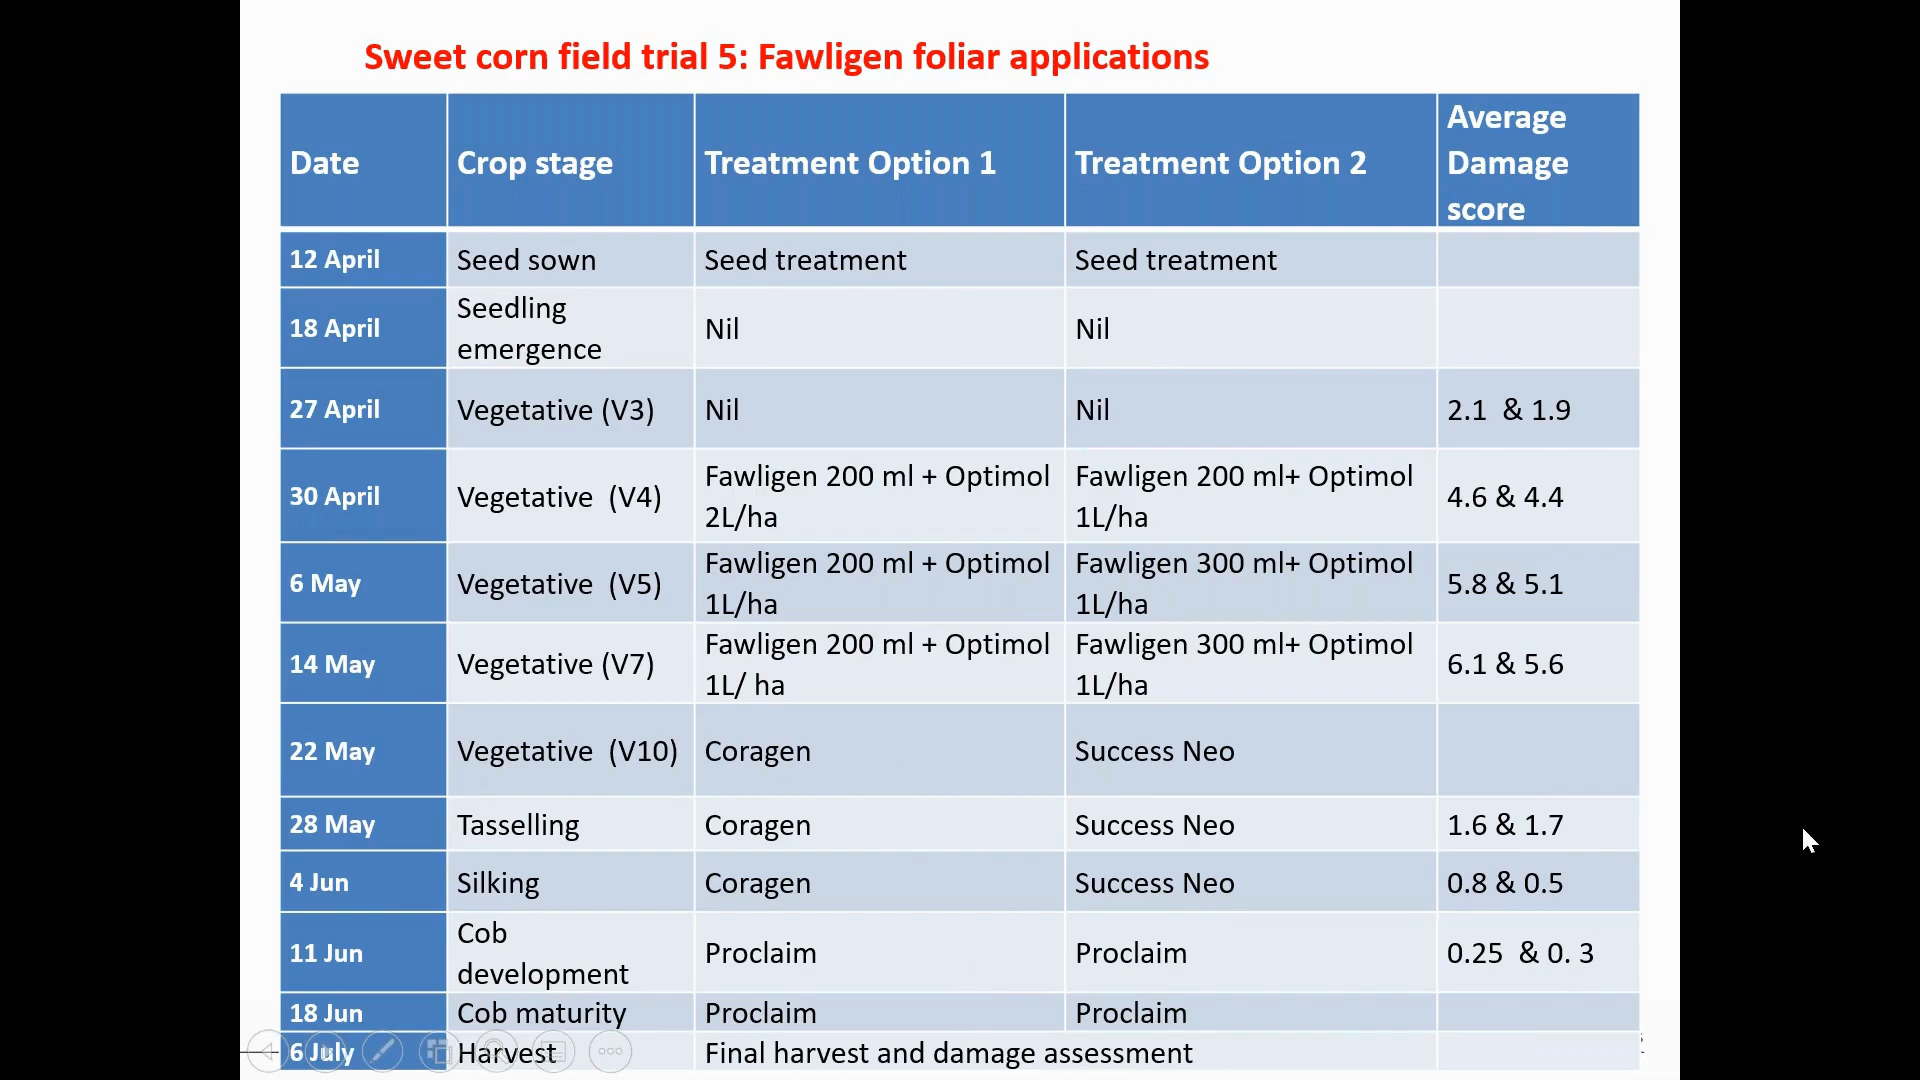 Sweet corn field trial 5: Fawligen foliar applications
Date
Crop stage
Treatment Option 1
Treatment Option 2
Average
Damage
score
12 April
Seed sown
Seed treatment
Seed treatment
18 April
Seedling
emergence
Nil
Nil
27 April
Vegetative (V3)
Nil
Nil
2.1 & 1.9
30 April
Vegetative (V4)
Fawligen 200 ml + Optimol
2L/ha
Fawligen 200 ml+ Optimol
1L/ha
4.6 & 4.4
6 May
Vegetative (V5)
Fawligen 200 ml + Optimol
1L/ha
Fawligen 300 ml+ Optimol
1L/ha
5.8 & 5.1
14 May
Vegetative (V7)
Fawligen 200 ml + Optimol
1L/ ha
Fawligen 300 ml+ Optimol
1L/ha
6.1 & 5.6
22 May
Vegetative (V10)
Coragen
Success Neo
28 May
Tasselling
Coragen
Success Neo
1.6 & 1.7
4 Jun
Silking
Coragen
Success Neo
0.8 & 0.5
11 Jun
Cob
development
Proclaim
Proclaim
0.25 & 0. 3
18 Jun
Cob maturity
Proclaim
Proclaim
6 July
Harvest
Final harvest and damage assessment